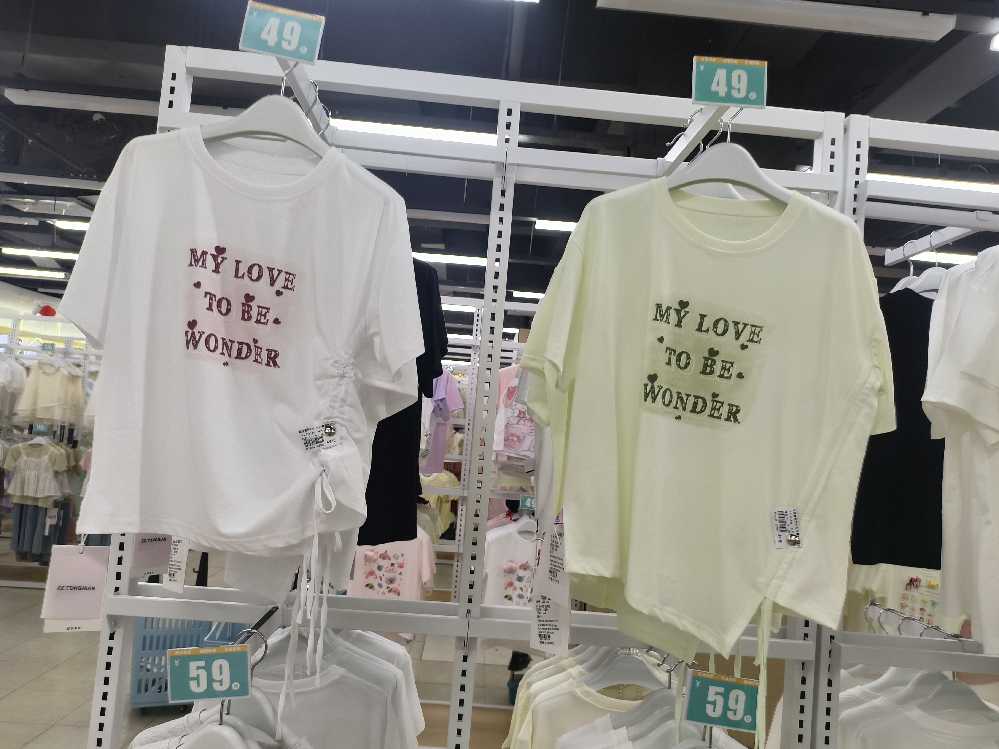 ¥ 49.
¥ 49.
MY LOVE
TO BE
WONDER
MY LOVE
TO BE
WONDER
¥ 59.
¥ 59.